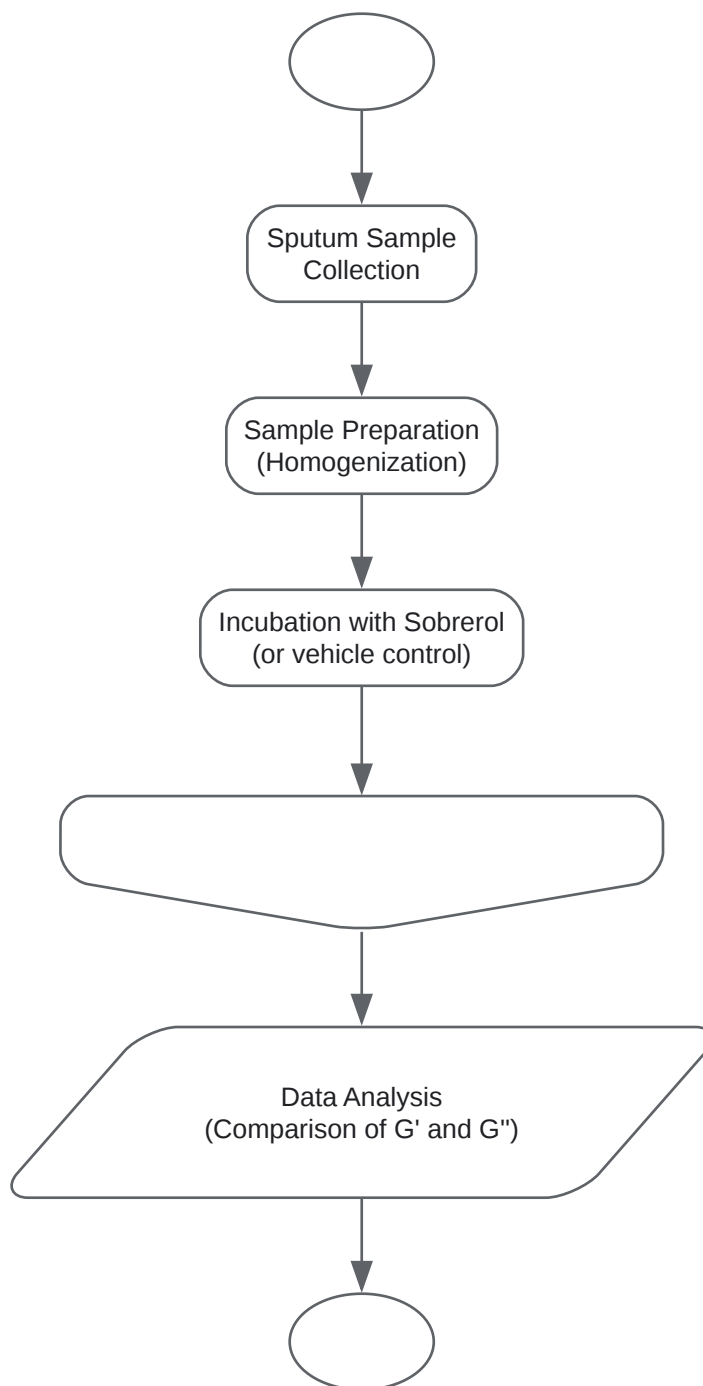 Sputum Sample
Collection
Sample Preparation
(Homogenization)
Incubation with Sobrerol
(or vehicle control)
Data Analysis
(Comparison of G' and G'')